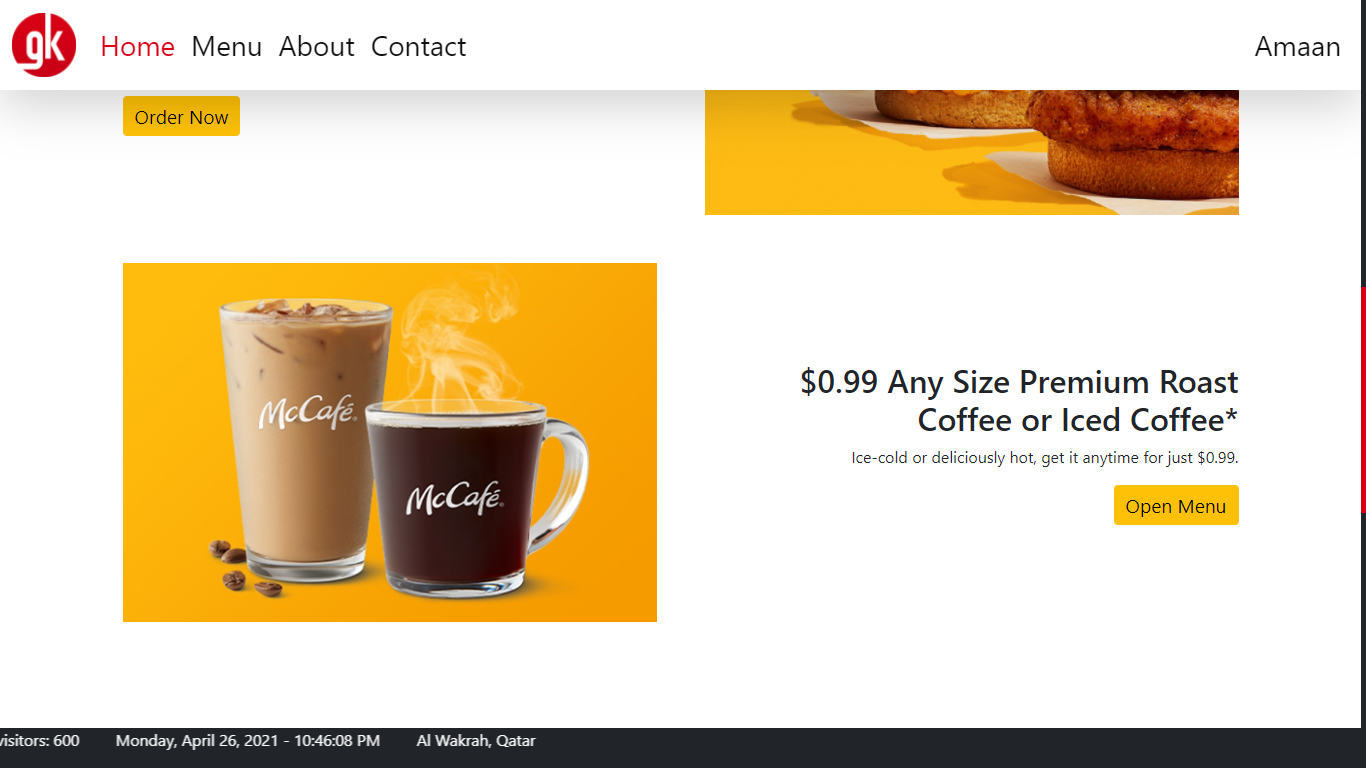 gk
Home Menu About Contact Amaan
Order Now
McCafé®
McCafé®
$0.99 Any Size Premium Roast
Coffee or Iced Coffee*
Ice-cold or deliciously hot, get it anytime for just $0.99.
Open Menu
visitors: 600 Monday, April 26, 2021 - 10:46:08 PM Al Wakrah, Qatar